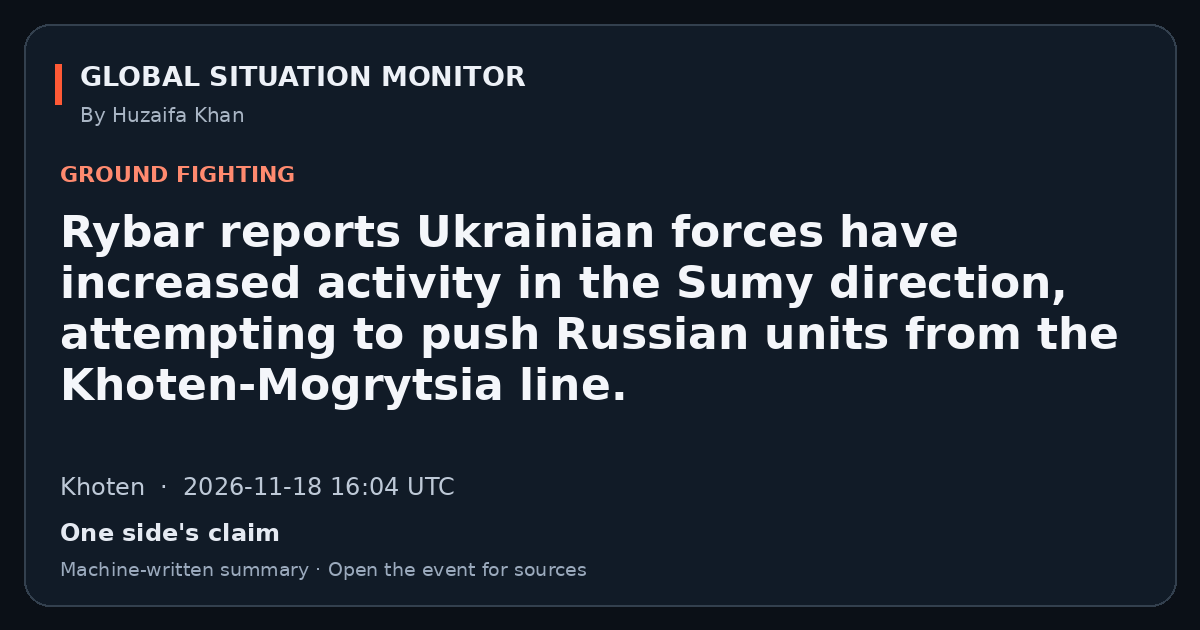 GLOBAL SITUATION MONITOR
By Huzaifa Khan
GROUND FIGHTING
Rybar reports Ukrainian forces have
increased activity in the Sumy direction,
attempting to push Russian units from the
Khoten-Mogrytsia line.
Khoten · 2026-11-18 16:04 UTC
One side's claim
Machine-written summary · Open the event for sources